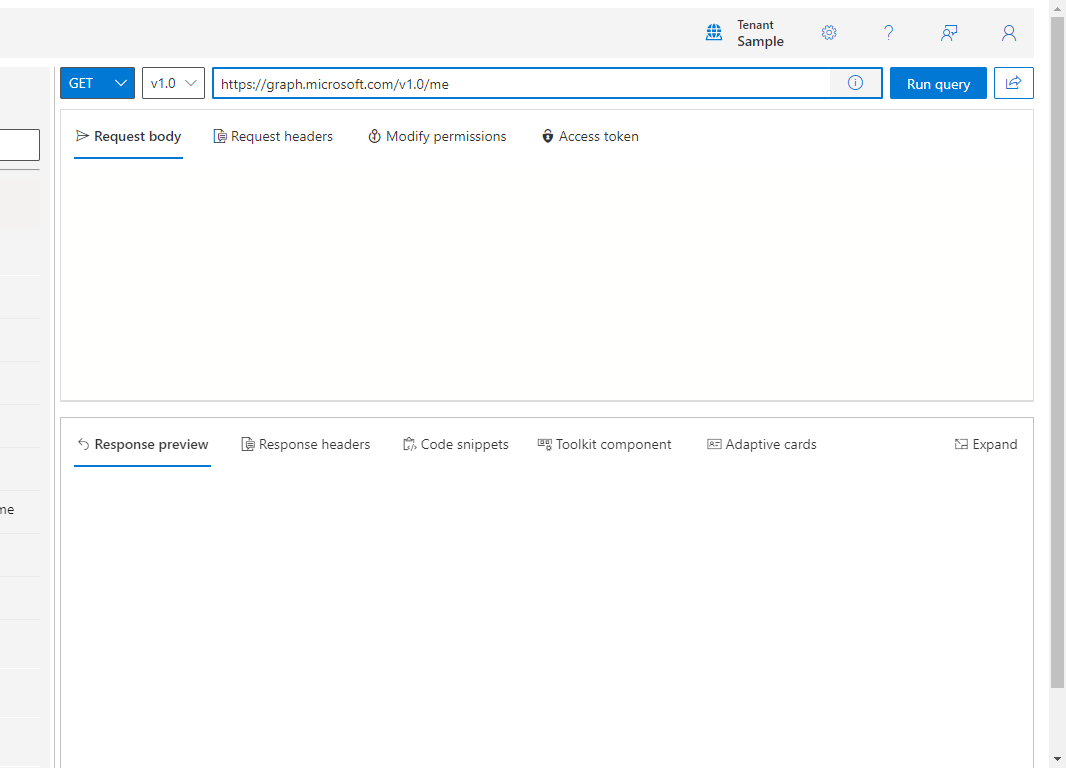 Tenant
Sample
GET
v1.0
https://graph.microsoft.com/v1.0/me
Run query
Request body
Request headers
Modify permissions
Access token
Response preview
Response headers
Code snippets
Toolkit component
Adaptive cards
Expand
me